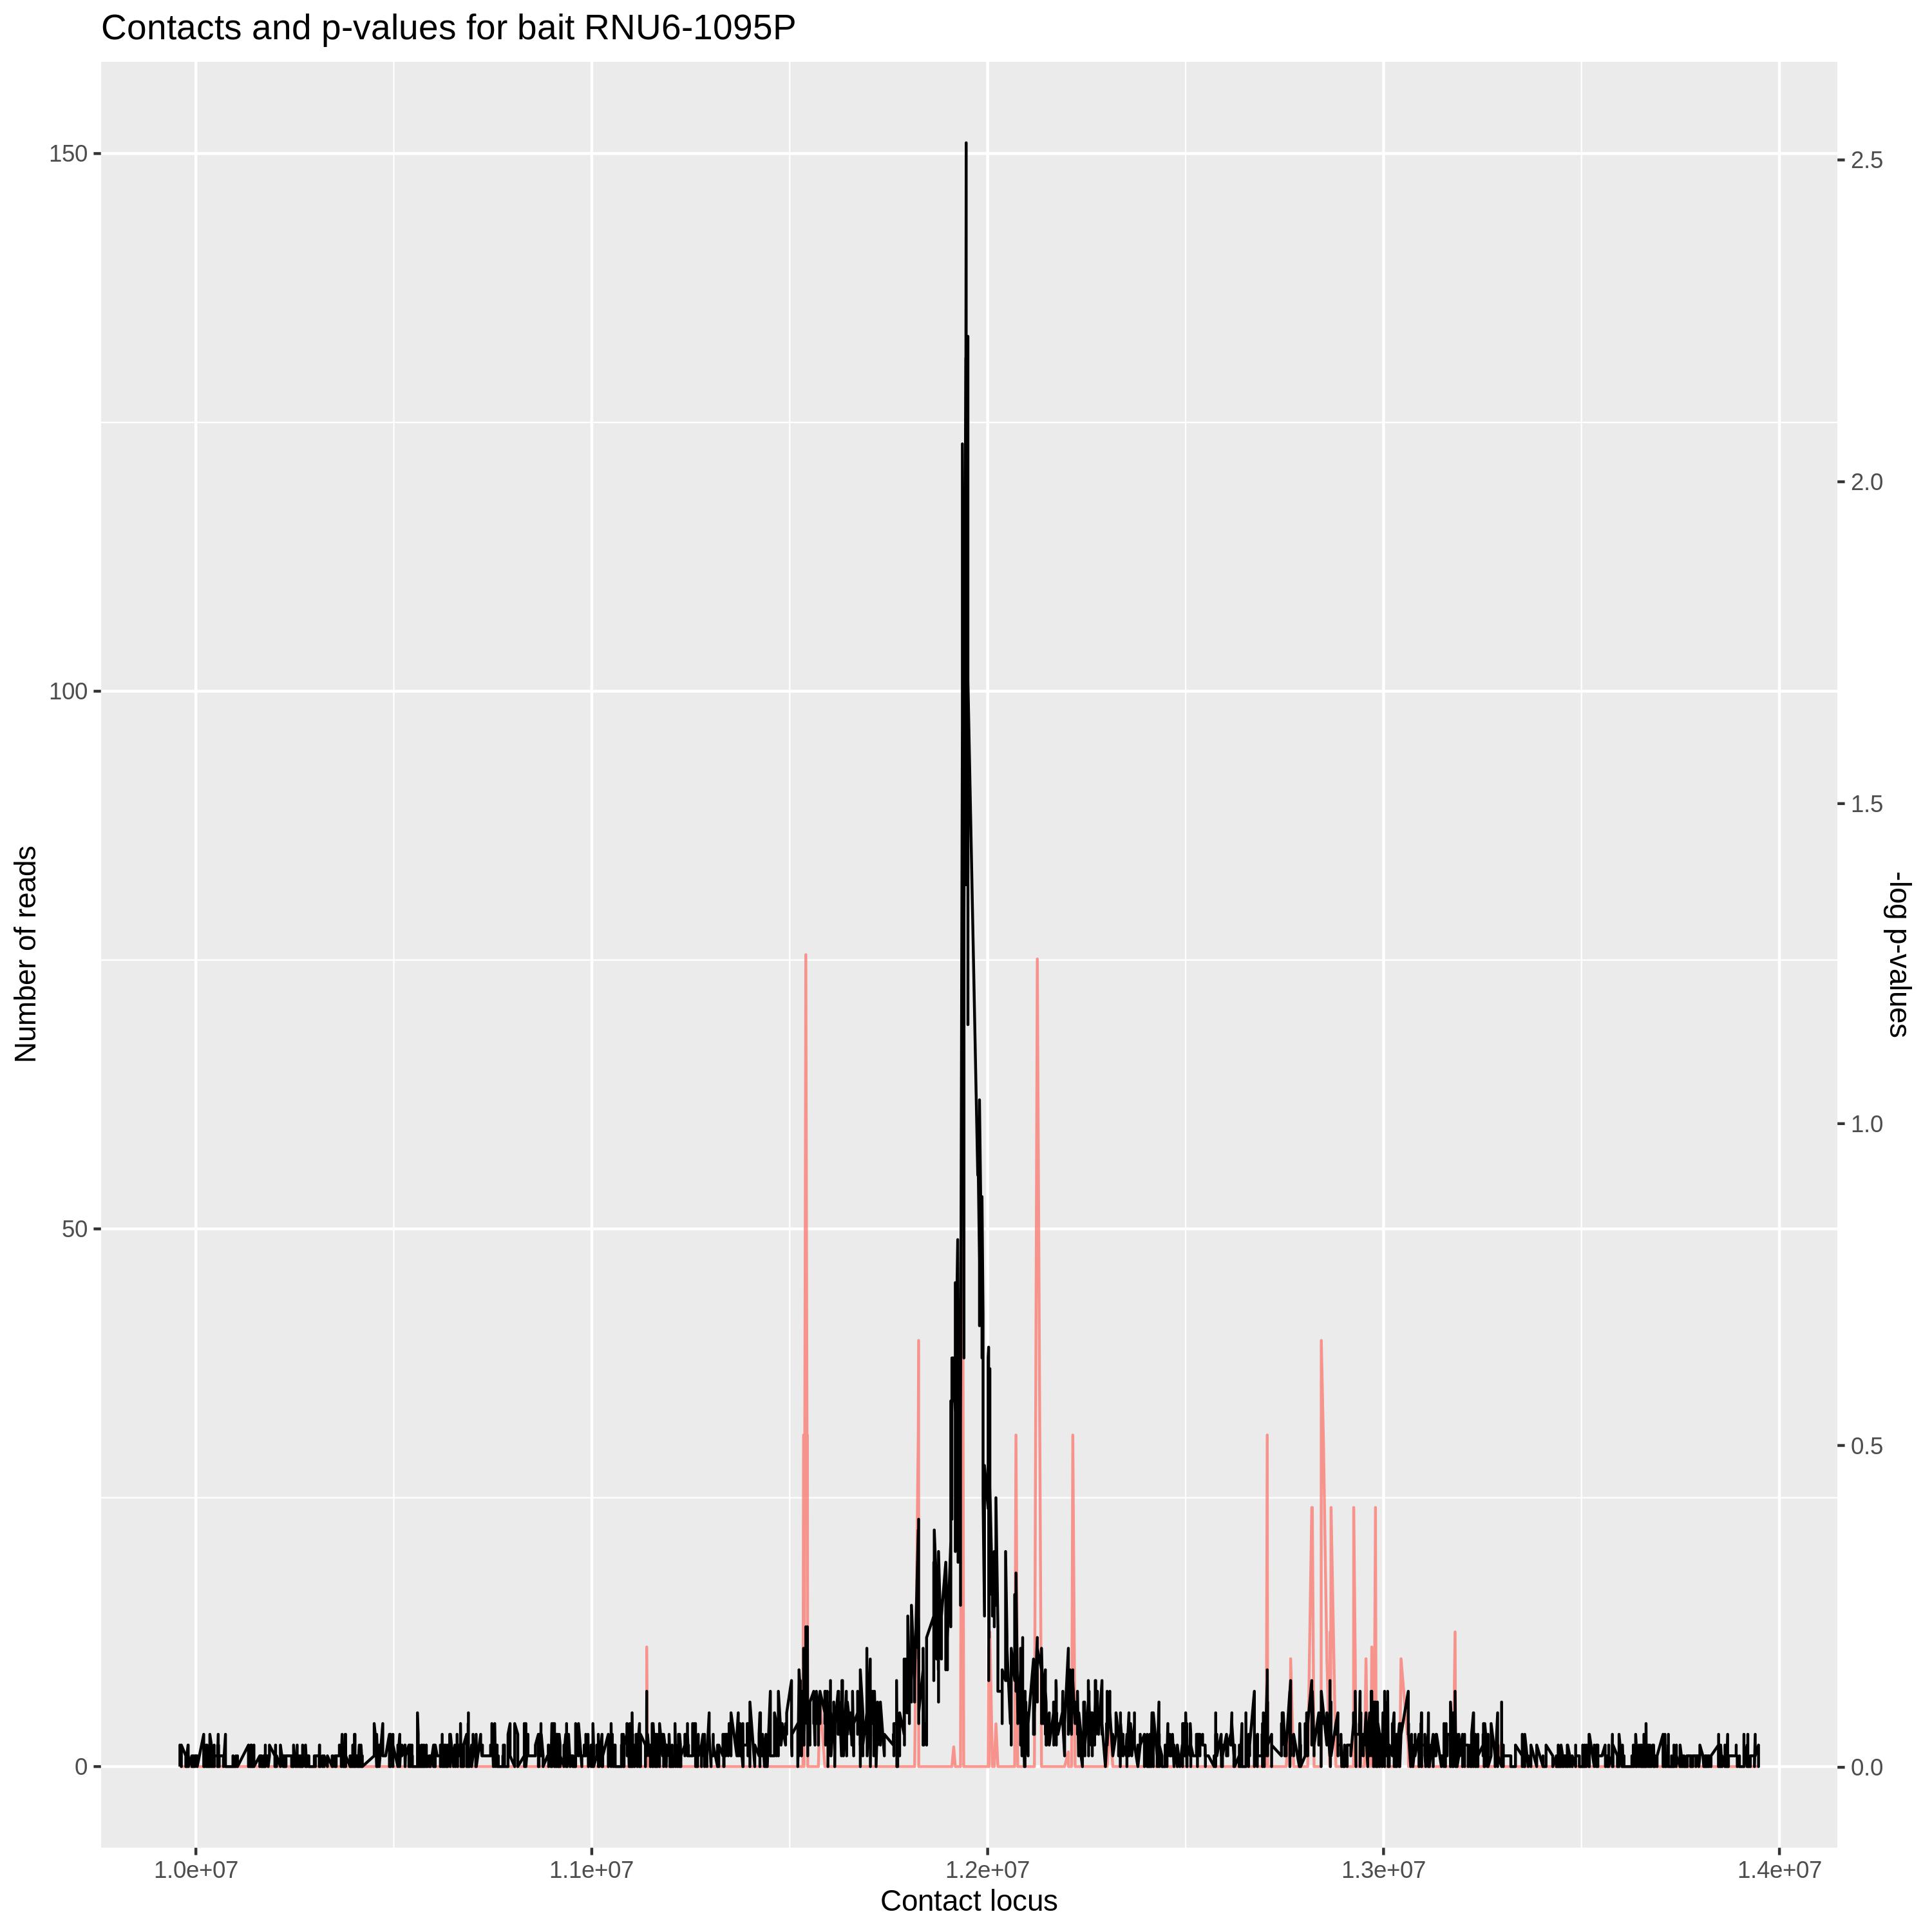 Contacts and p-values for bait RNU6-1095P
150
100
50
0
Number of reads
2.5
2.0
1.5
1.0
0.5
0.0
-log p-values
1.0e+07 1.1e+07 1.2e+07 1.3e+07 1.4e+07
Contact locus